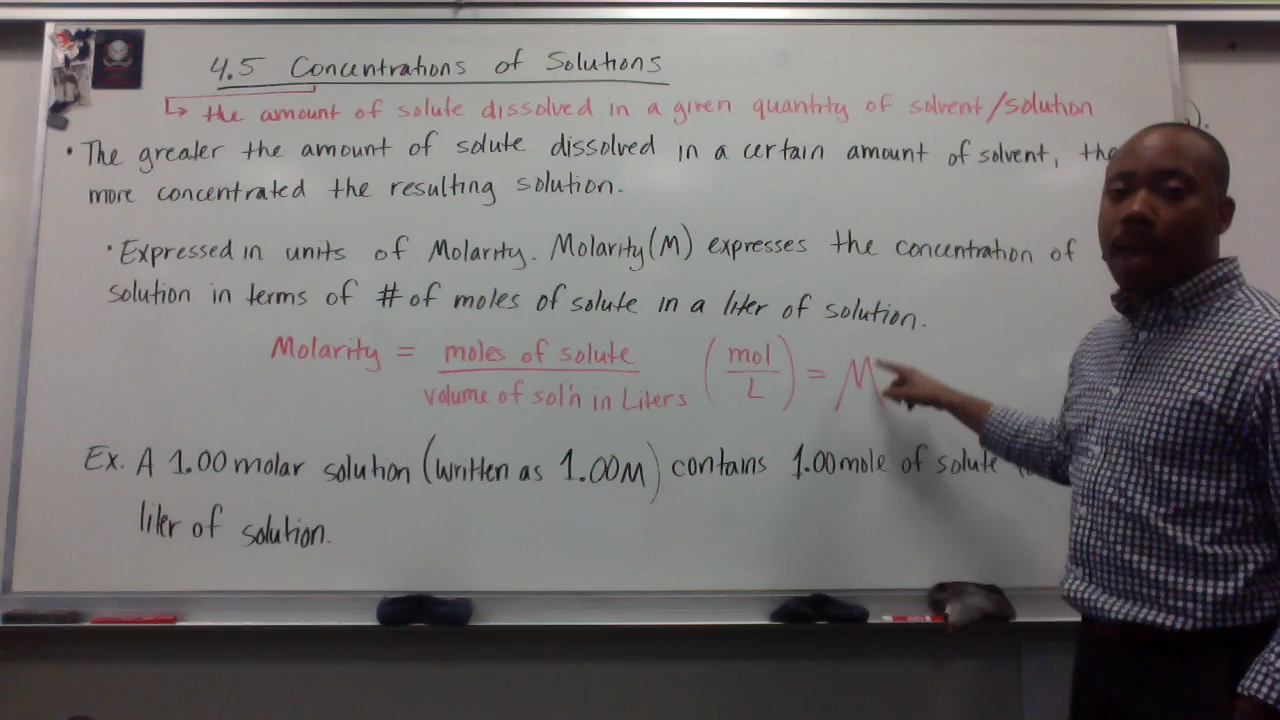 4.5 Concentrations of Solutions
↳ the amount of solute dissolved in a given quantity of solvent/solution
• The greater the amount of solute dissolved in a certain amount of solvent, the
more concentrated the resulting solution.
• Expressed in units of Molarity. Molarity (M) expresses the concentration of
solution in terms of # of moles of solute in a liter of solution.
Molarity = moles of solute / volume of sol'n in Liters (mol / L) = M
Ex. A 1.00 molar solution (written as 1.00M) contains 1.00 mole of solute
liter of solution.